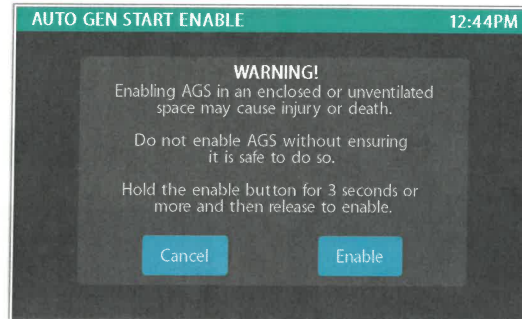 AUTO GEN START ENABLE 12:44PM
WARNING!
Enabling AGS in an enclosed or unventilated
space may cause injury or death.
Do not enable AGS without ensuring
it is safe to do so.
Hold the enable button for 3 seconds or
more and then release to enable.
Cancel Enable